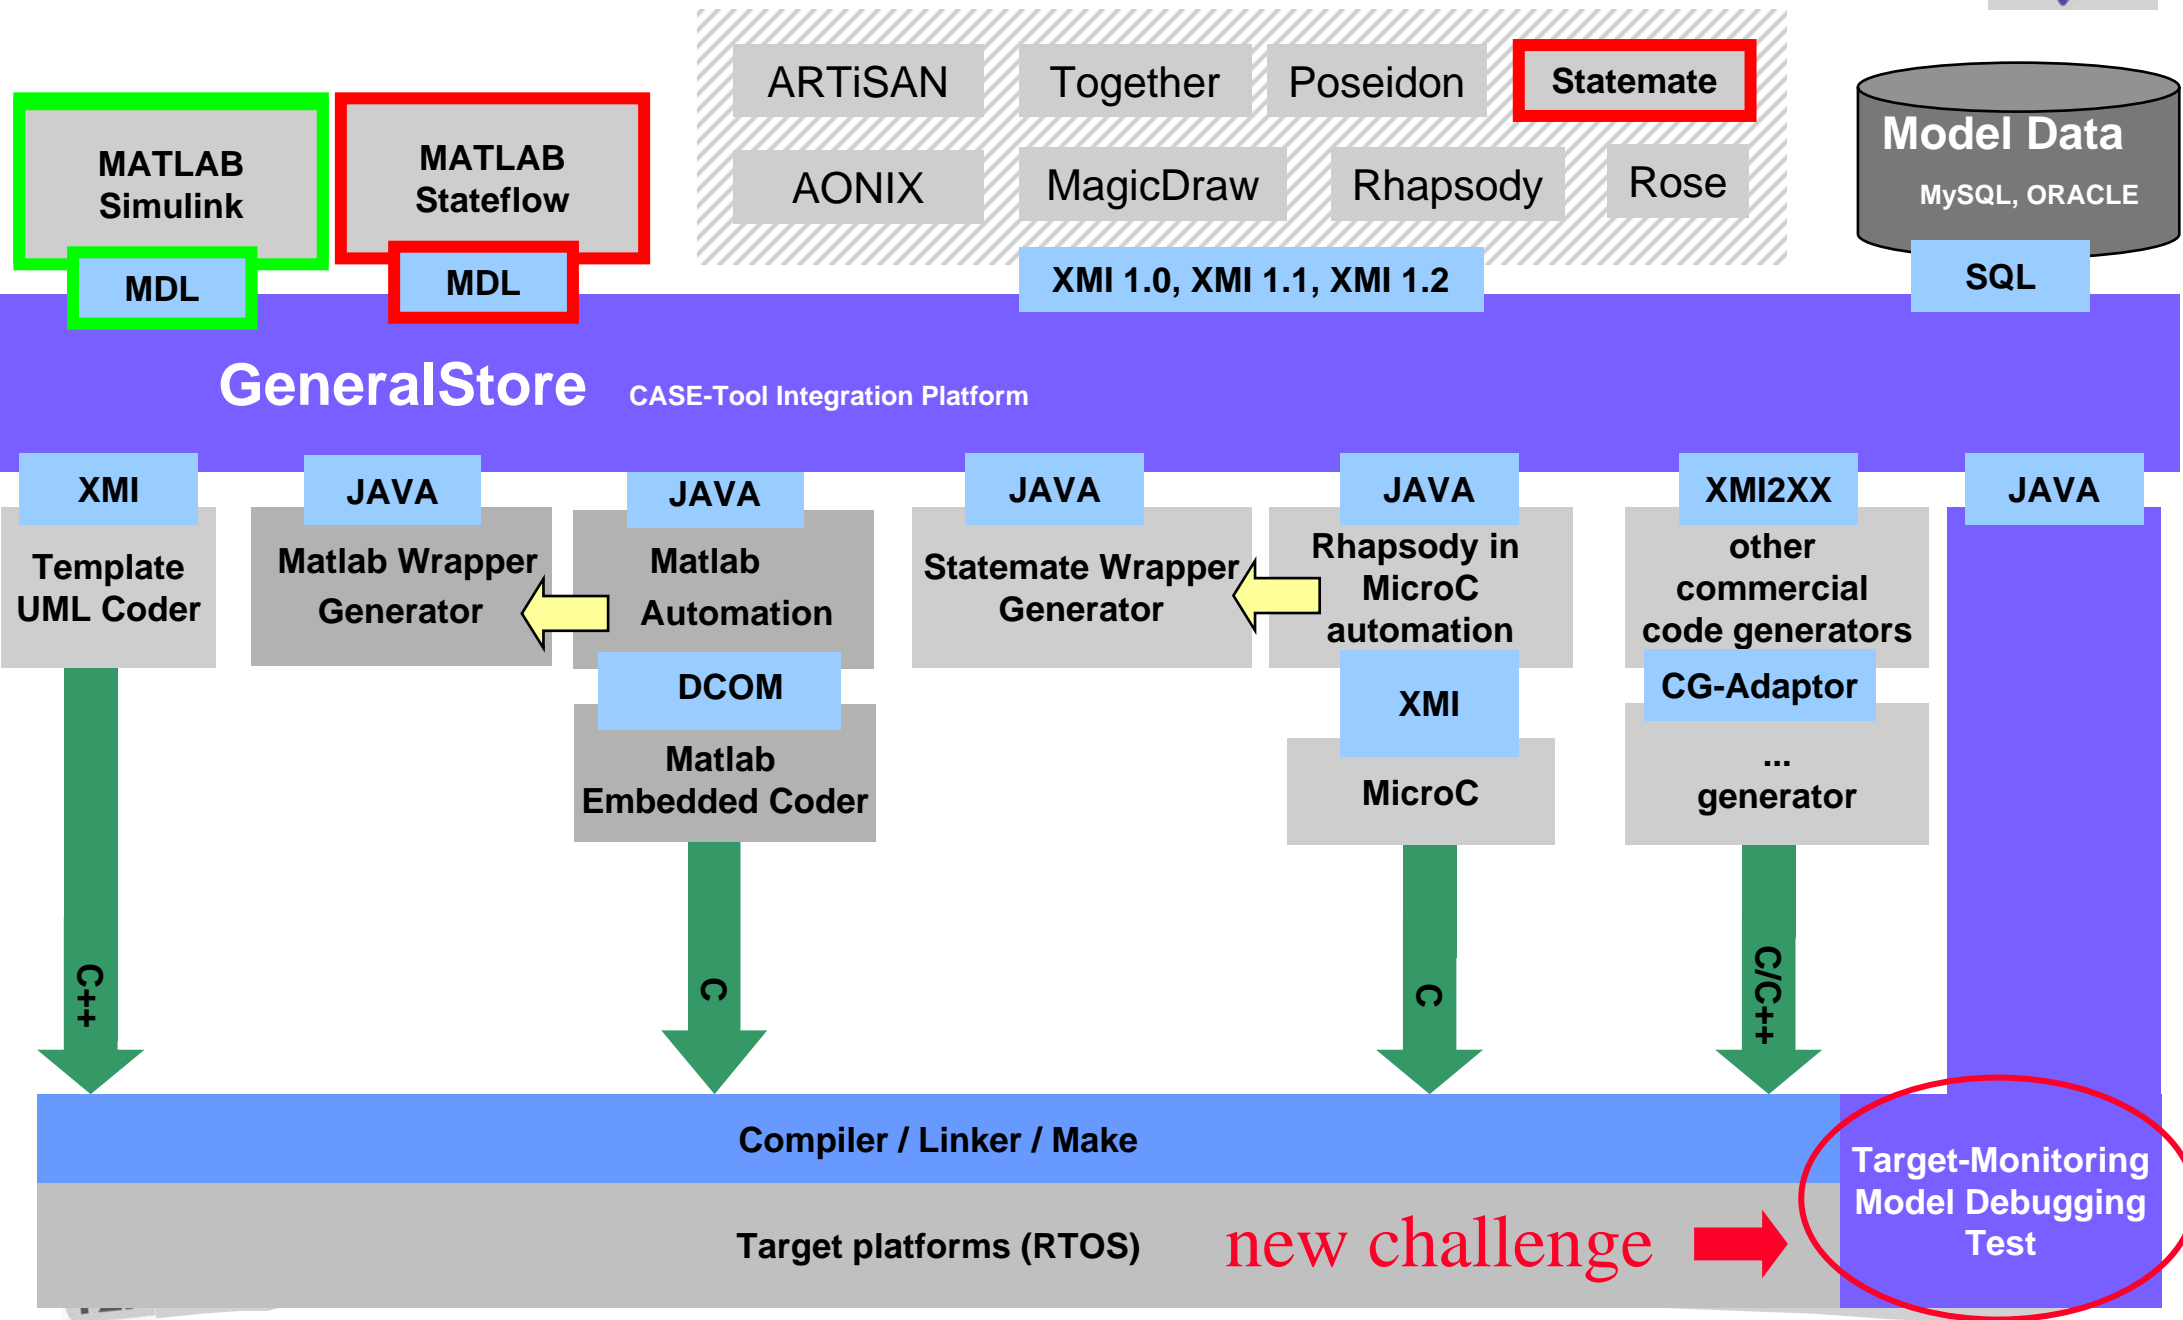 ARTiSAN
Together
Poseidon
Statemate
AONIX
MagicDraw
Rhapsody
Rose
MATLAB
Simulink
MATLAB
Stateflow
Model Data
MySQL, ORACLE
MDL
MDL
XMI 1.0, XMI 1.1, XMI 1.2
SQL
GeneralStore CASE-Tool Integration Platform
XMI
JAVA
JAVA
JAVA
JAVA
XMI2XX
JAVA
Template
UML Coder
Matlab Wrapper
Generator
Matlab
Automation
Statemate Wrapper
Generator
Rhapsody in
MicroC
automation
other
commercial
code generators
DCOM
XMI
CG-Adaptor
Matlab
Embedded Coder
MicroC
...
generator
C++
C
C
C/C++
Compiler / Linker / Make
Target platforms (RTOS)
new challenge
Target-Monitoring
Model Debugging
Test